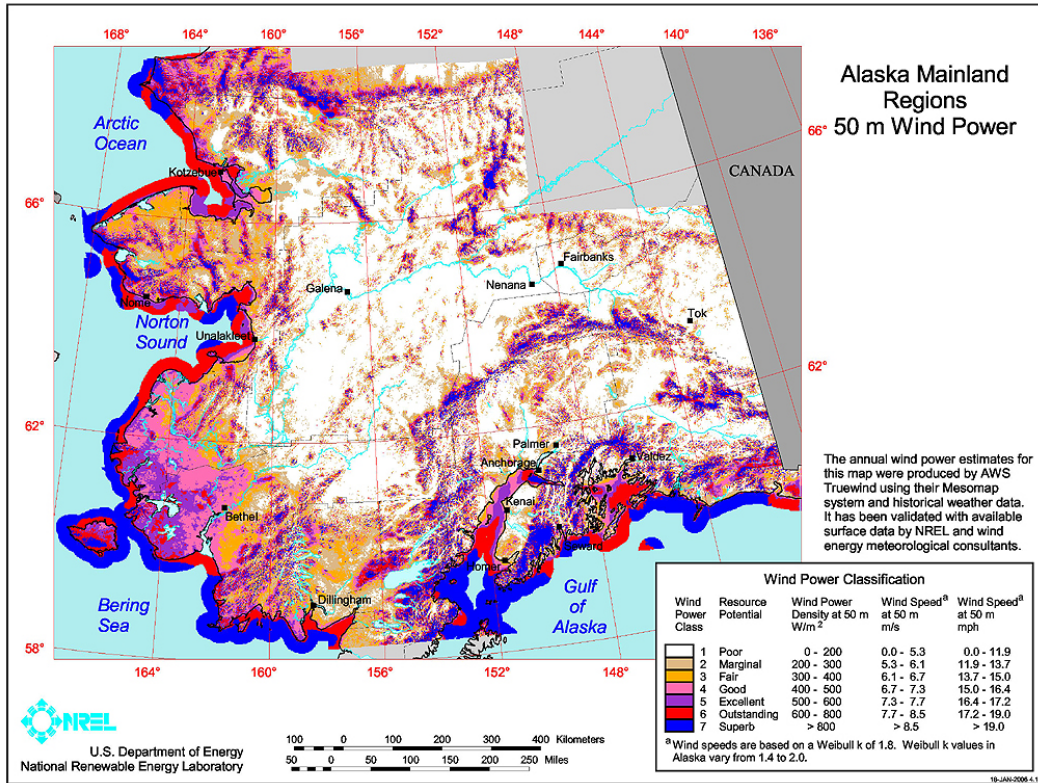 168°
164°
160°
156°
152°
148°
144°
140°
136°
Alaska Mainland
Regions
50 m Wind Power
Arctic
Ocean
66°
Kotzebue
CANADA
66°
Fairbanks
Galena
Nenana
Nome
Tok
Norton
Sound
Unalakleet
62°
62°
Palmer
Valdez
Anchorage
Kenai
Bethel
Seward
Homer
The annual wind power estimates for
this map were produced by AWS
Truewind using their Mesomap
system and historical weather data.
It has been validated with available
surface data by NREL and wind
energy meteorological consultants.
Bering
Sea
Dillingham
Gulf
of
Alaska
58°
164°
160°
156°
152°
148°
Wind Power Classification
Wind Power Class Resource Potential Wind Power Density at 50 m W/m 2 Wind Speed a at 50 m m/s Wind Speed a at 50 m mph
1 Poor 0 - 200 0.0 - 5.3 0.0 - 11.9
2 Marginal 200 - 300 5.3 - 6.1 11.9 - 13.7
3 Fair 300 - 400 6.1 - 6.7 13.7 - 15.0
4 Good 400 - 500 6.7 - 7.3 15.0 - 16.4
5 Excellent 500 - 600 7.3 - 7.7 16.4 - 17.2
6 Outstanding 600 - 800 7.7 - 8.5 17.2 - 19.0
7 Superb > 800 > 8.5 > 19.0
a Wind speeds are based on a Weibull k of 1.8. Weibull k values in
Alaska vary from 1.4 to 2.0.
NREL
U.S. Department of Energy
National Renewable Energy Laboratory
100 0 100 200 300 400 Kilometers
50 0 50 100 150 200 250 Miles
18-JAN-2006 4.1